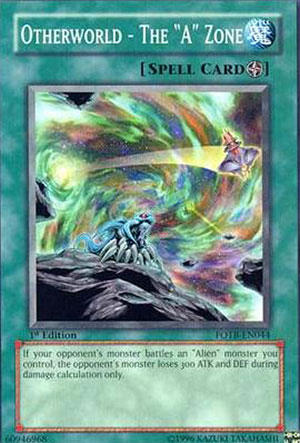 OTHERWORLD - THE "A" ZONE
[SPELL CARD]
FOTB-EN044
1st Edition
If your opponent's monster battles an "Alien" monster you
control, the opponent's monster loses 300 ATK and DEF during
damage calculation only.
60946968
©1996 KAZUKI TAKAHASHI